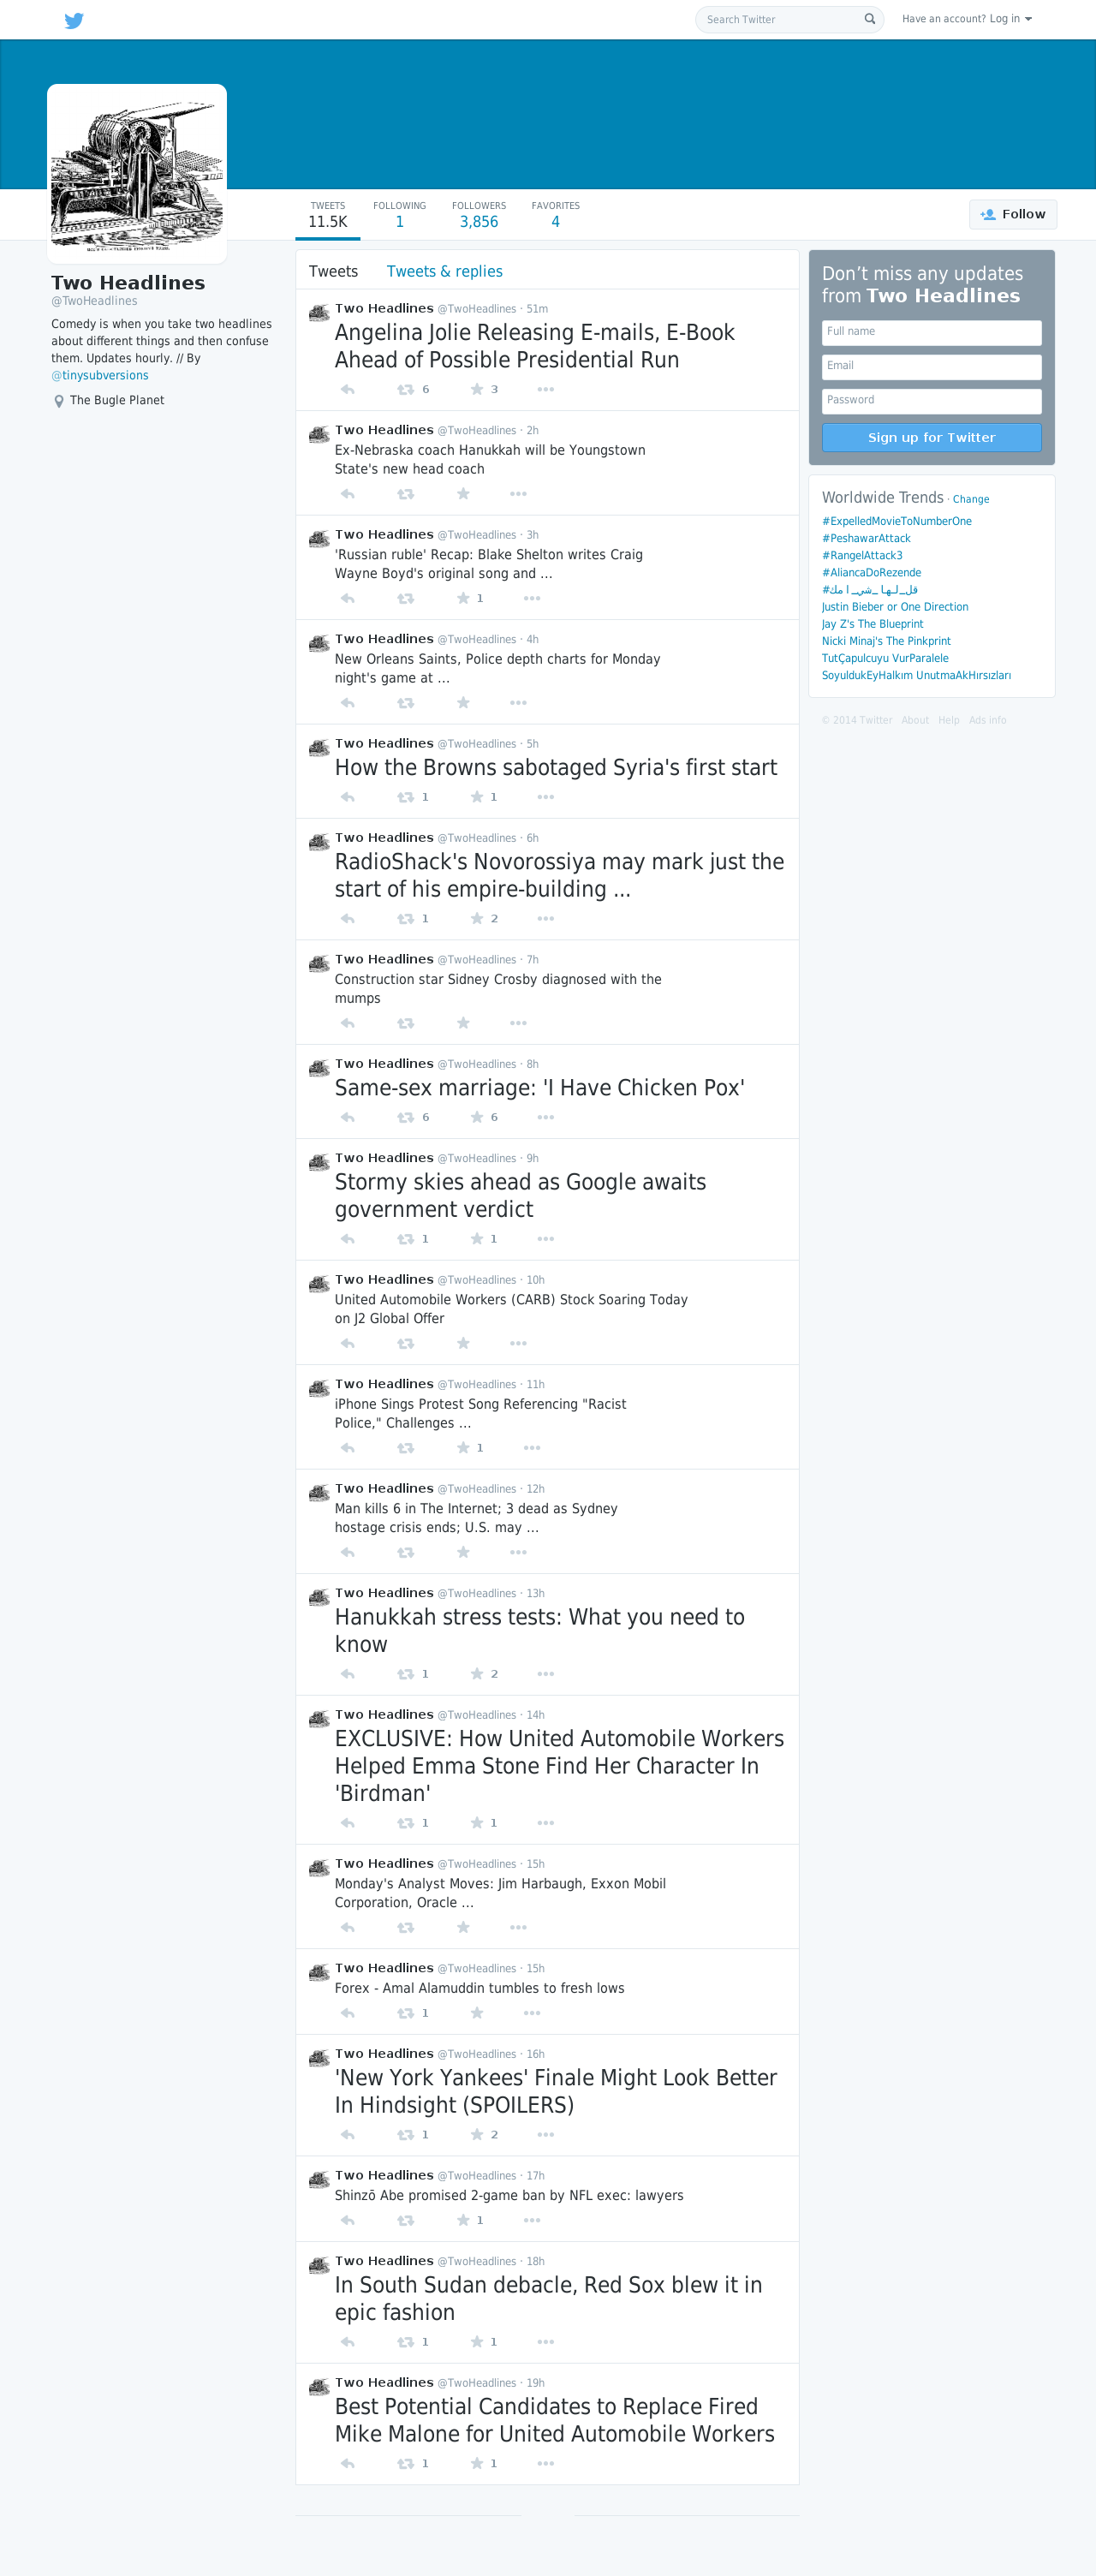 Search Twitter
Have an account? Log in
TWEETS
11.5K
FOLLOWING
1
FOLLOWERS
3,856
FAVORITES
4
Follow
Two Headlines
@TwoHeadlines
Comedy is when you take two headlines
about different things and then confuse
them. Updates hourly. // By
@tinysubversions
The Bugle Planet
Tweets
Tweets & replies
Two Headlines @TwoHeadlines · 51m
Angelina Jolie Releasing E-mails, E-Book
Ahead of Possible Presidential Run
6
3
Two Headlines @TwoHeadlines · 2h
Ex-Nebraska coach Hanukkah will be Youngstown
State's new head coach
Two Headlines @TwoHeadlines · 3h
'Russian ruble' Recap: Blake Shelton writes Craig
Wayne Boyd's original song and ...
1
Two Headlines @TwoHeadlines · 4h
New Orleans Saints, Police depth charts for Monday
night's game at ...
Two Headlines @TwoHeadlines · 5h
How the Browns sabotaged Syria's first start
1
1
Two Headlines @TwoHeadlines · 6h
RadioShack's Novorossiya may mark just the
start of his empire-building ...
1
2
Two Headlines @TwoHeadlines · 7h
Construction star Sidney Crosby diagnosed with the
mumps
Two Headlines @TwoHeadlines · 8h
Same-sex marriage: 'I Have Chicken Pox'
6
6
Two Headlines @TwoHeadlines · 9h
Stormy skies ahead as Google awaits
government verdict
1
1
Two Headlines @TwoHeadlines · 10h
United Automobile Workers (CARB) Stock Soaring Today
on J2 Global Offer
Two Headlines @TwoHeadlines · 11h
iPhone Sings Protest Song Referencing "Racist
Police," Challenges ...
1
Two Headlines @TwoHeadlines · 12h
Man kills 6 in The Internet; 3 dead as Sydney
hostage crisis ends; U.S. may ...
Two Headlines @TwoHeadlines · 13h
Hanukkah stress tests: What you need to
know
1
2
Two Headlines @TwoHeadlines · 14h
EXCLUSIVE: How United Automobile Workers
Helped Emma Stone Find Her Character In
'Birdman'
1
1
Two Headlines @TwoHeadlines · 15h
Monday's Analyst Moves: Jim Harbaugh, Exxon Mobil
Corporation, Oracle ...
Two Headlines @TwoHeadlines · 15h
Forex - Amal Alamuddin tumbles to fresh lows
1
Two Headlines @TwoHeadlines · 16h
'New York Yankees' Finale Might Look Better
In Hindsight (SPOILERS)
1
2
Two Headlines @TwoHeadlines · 17h
Shinzō Abe promised 2-game ban by NFL exec: lawyers
1
Two Headlines @TwoHeadlines · 18h
In South Sudan debacle, Red Sox blew it in
epic fashion
1
1
Two Headlines @TwoHeadlines · 19h
Best Potential Candidates to Replace Fired
Mike Malone for United Automobile Workers
1
1
Don't miss any updates
from Two Headlines
Full name
Email
Password
Sign up for Twitter
Worldwide Trends · Change
#ExpelledMovieToNumberOne
#PeshawarAttack
#RangelAttack3
#AliancaDoRezende
#قل_لها_شي_امك
Justin Bieber or One Direction
Jay Z's The Blueprint
Nicki Minaj's The Pinkprint
TutÇapulcuyu VurParalele
SoyuldukEyHalkım UnutmaAkHırsızları
© 2014 Twitter About Help Ads info